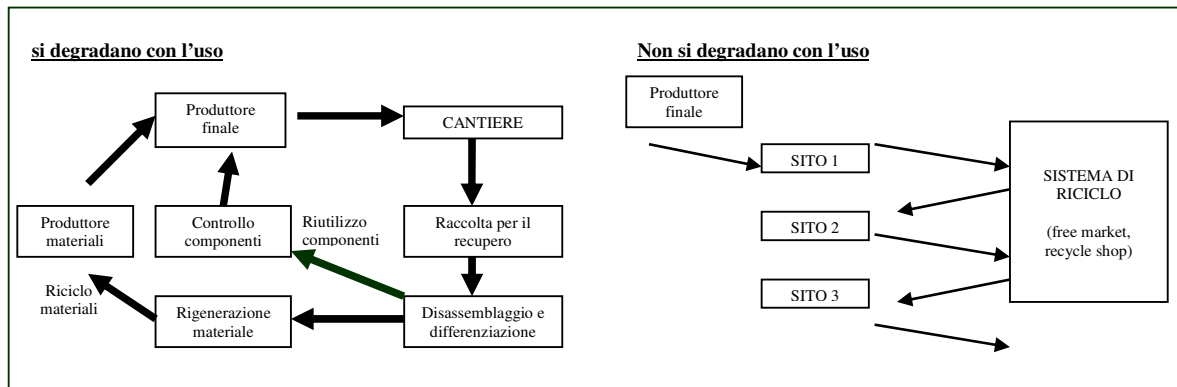 si degradano con l’uso
Produttore
finale
CANTIERE
Produttore
materiali
Controllo
componenti
Riutilizzo
componenti
Raccolta per il
recupero
Riciclo
materiali
Rigenerazione
materiale
Disassemblaggio e
differenziazione
Non si degradano con l’uso
Produttore
finale
SITO 1
SITO 2
SITO 3
SISTEMA DI
RICICLO
(free market,
recycle shop)